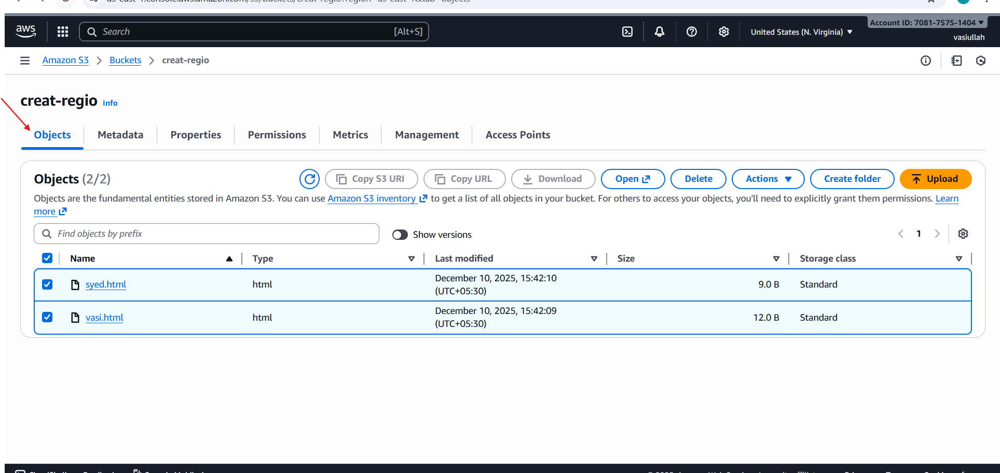 aws
Search
[Alt+S]
United States (N. Virginia)
Account ID: 7081-7575-1404
vasiullah
Amazon S3
Buckets
creat-regio
creat-regio Info
Objects
Metadata
Properties
Permissions
Metrics
Management
Access Points
Objects (2/2)
Copy S3 URI
Copy URL
Download
Open
Delete
Actions
Create folder
Upload
Objects are the fundamental entities stored in Amazon S3. You can use Amazon S3 inventory to get a list of all objects in your bucket. For others to access your objects, you'll need to explicitly grant them permissions. Learn
more
Find objects by prefix
Show versions
1
Name
Type
Last modified
Size
Storage class
syed.html
html
December 10, 2025, 15:42:10
(UTC+05:30)
9.0 B
Standard
vasi.html
html
December 10, 2025, 15:42:09
(UTC+05:30)
12.0 B
Standard